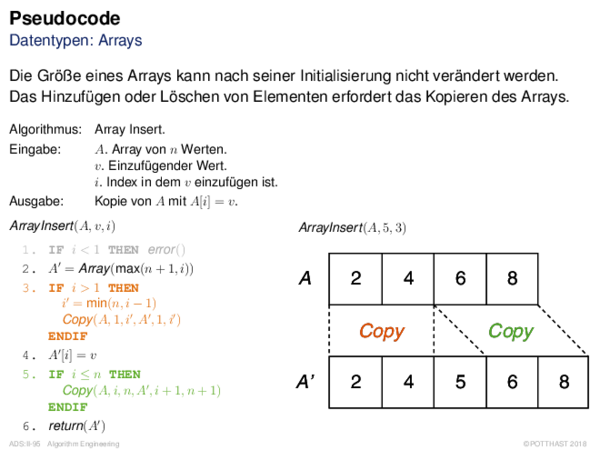 Pseudocode
Datentypen: Arrays
Die Größe eines Arrays kann nach seiner Initialisierung nicht verändert werden.
Das Hinzufügen oder Löschen von Elementen erfordert das Kopieren des Arrays.
Algorithmus: Array Insert.
Eingabe: A. Array von n Werten.
v. Einzufügender Wert.
i. Index in dem v einzufügen ist.
Ausgabe: Kopie von A mit A[i] = v.
ArrayInsert(A, v, i)
1. IF i < 1 THEN error()
2. A′ = Array(max(n + 1, i))
3. IF i > 1 THEN
i′ = min(n, i − 1)
Copy(A, 1, i′, A′, 1, i′)
ENDIF
4. A′[i] = v
5. IF i ≤ n THEN
Copy(A, i, n, A′, i + 1, n + 1)
ENDIF
6. return(A′)
ArrayInsert(A, 5, 3)
A 2 4 6 8
Copy Copy
A’ 2 4 5 6 8
ADS:II-95 Algorithm Engineering ©POTTHAST 2018